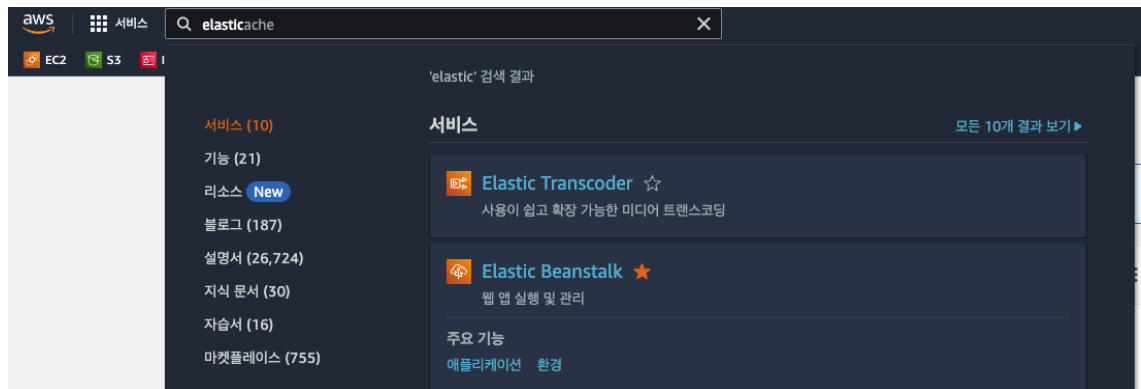 aws 서비스 elasticache
EC2 S3
'elastic' 검색 결과
서비스 (10)
기능 (21)
리소스 New
블로그 (187)
설명서 (26,724)
지식 문서 (30)
자습서 (16)
마켓플레이스 (755)
서비스 모든 10개 결과 보기
Elastic Transcoder
사용이 쉽고 확장 가능한 미디어 트랜스코딩
Elastic Beanstalk
웹 앱 실행 및 관리
주요 기능
애플리케이션 환경